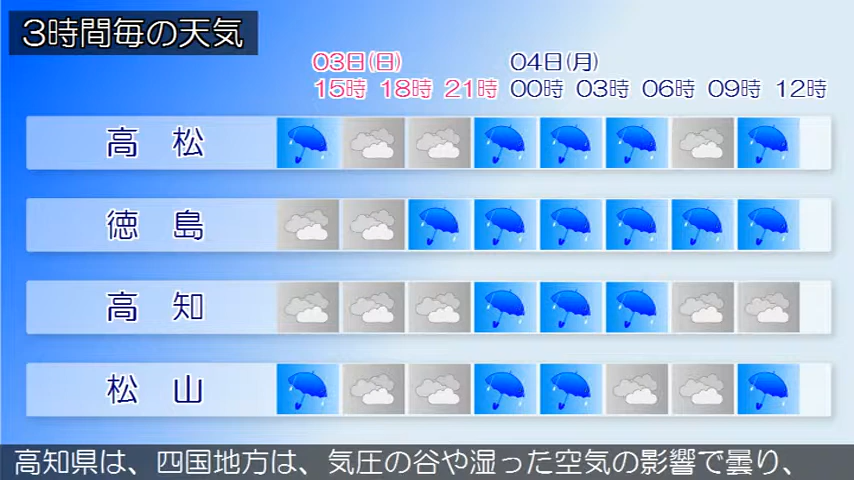 3時間毎の天気
03日(日) 04日(月)
15時 18時 21時 00時 03時 06時 09時 12時
高 松
徳 島
高 知
松 山
高知県は、四国地方は、気圧の谷や湿った空気の影響で曇り、